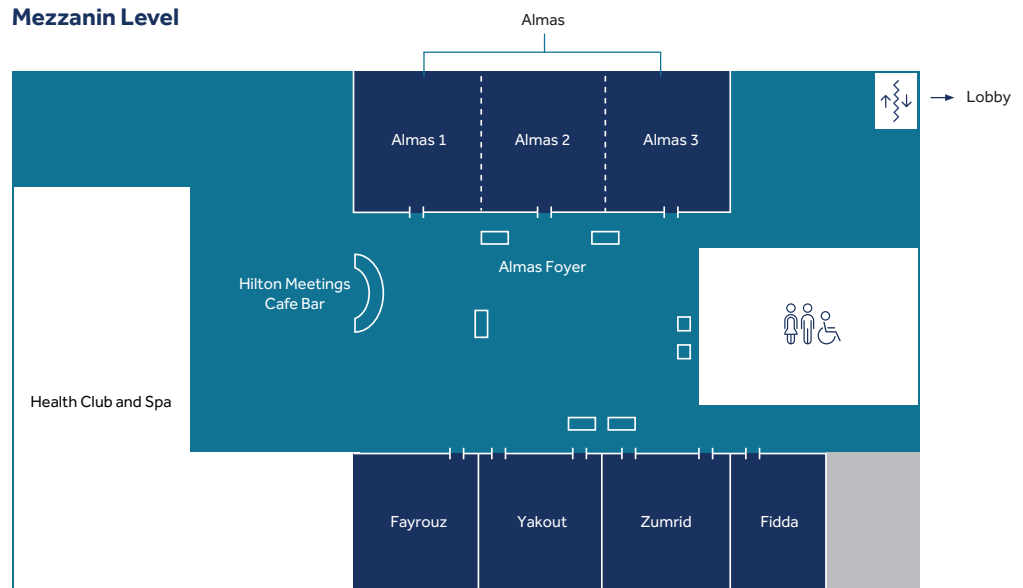 Mezzanin Level
Almas
Almas 1
Almas 2
Almas 3
Lobby
Almas Foyer
Hilton Meetings
Cafe Bar
Health Club and Spa
Fayrouz
Yakout
Zumrid
Fidda